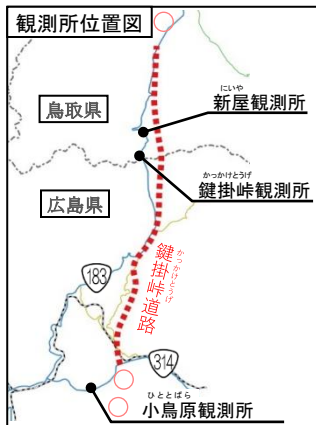 観測所位置図
鳥取県
にいや
新屋観測所
かっかけとうげ
鍵掛峠観測所
広島県
かっかけとうげ
鍵掛峠道路
183
314
ひととばら
小鳥原観測所